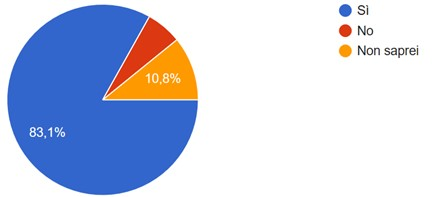 Sì
No
Non saprei
10,8%
83,1%